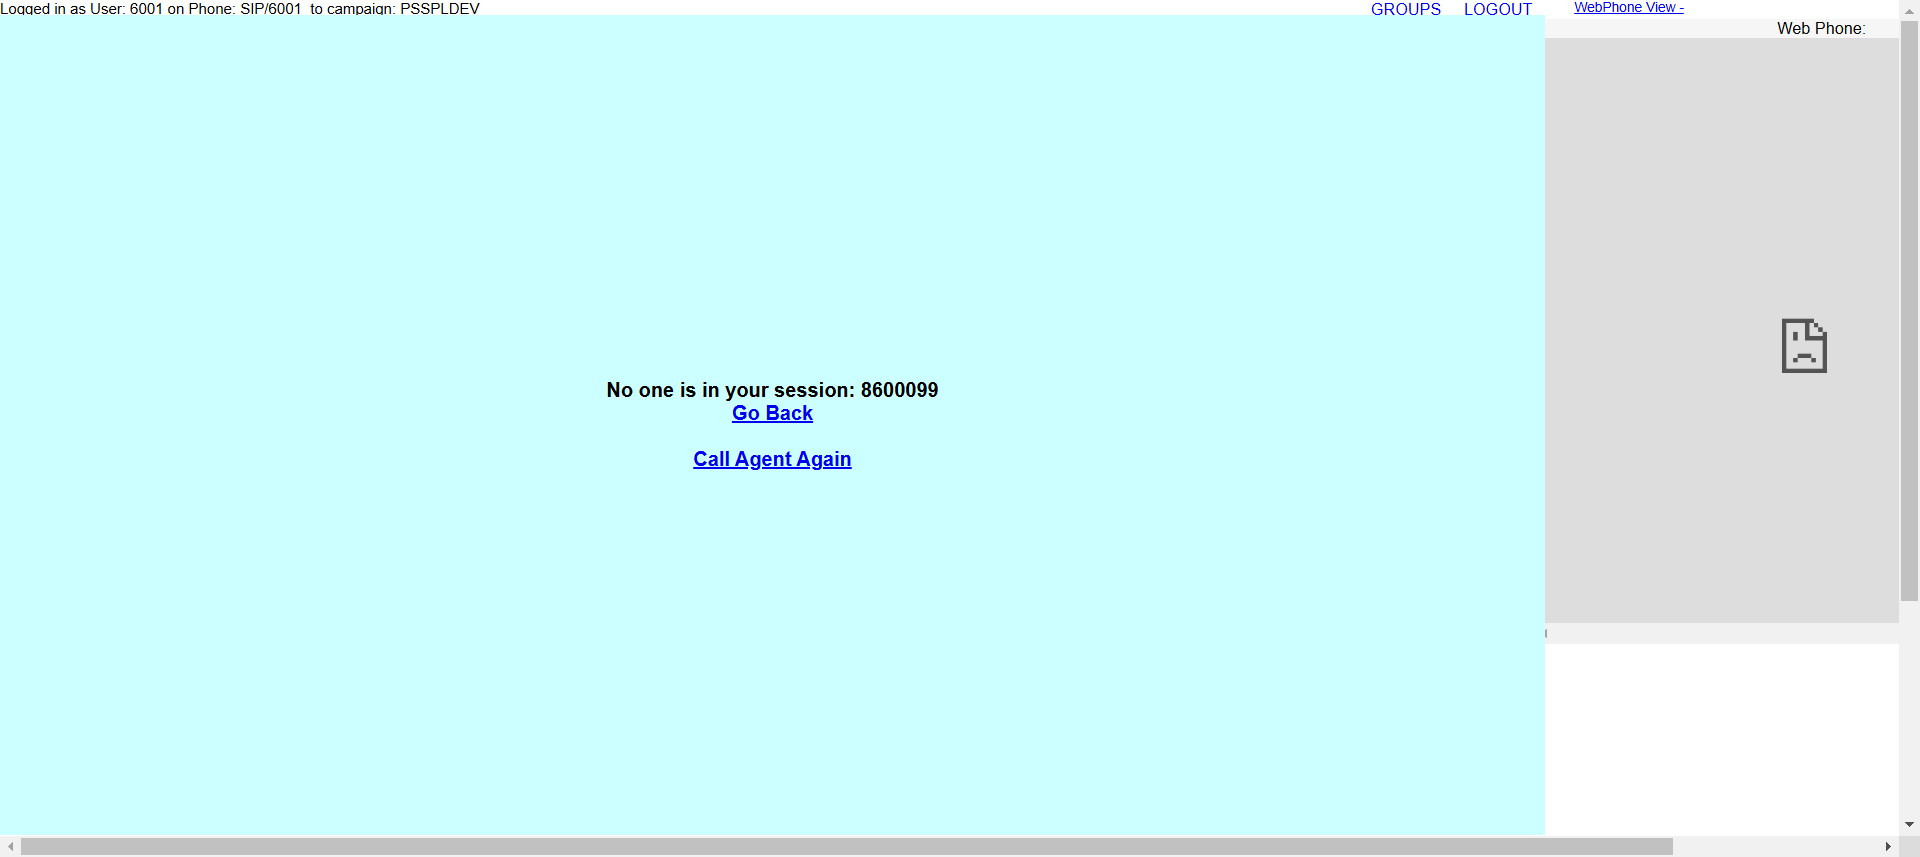 Logged in as User: 6001 on Phone: SIP/6001  to campaign: PSSPLDEV
GROUPS
LOGOUT
WebPhone View -
Web Phone:
No one is in your session: 8600099
Go Back
Call Agent Again